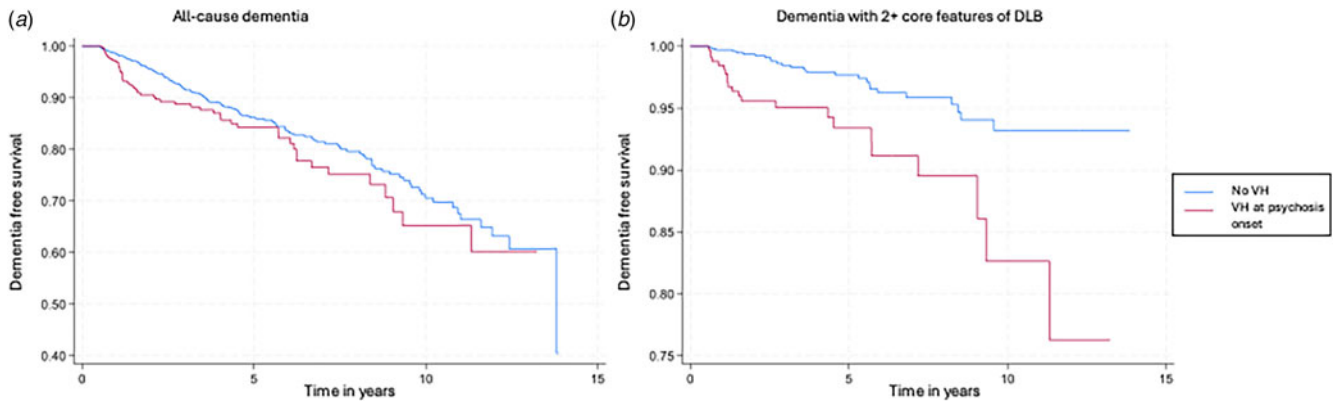 (a)
All-cause dementia
1.00
0.90
0.80
0.70
0.60
0.50
0.40
Dementia free survival
0
5
10
15
Time in years
(b)
Dementia with 2+ core features of DLB
1.00
0.95
0.90
0.85
0.80
0.75
Dementia free survival
0
5
10
15
Time in years
No VH
VH at psychosis
onset